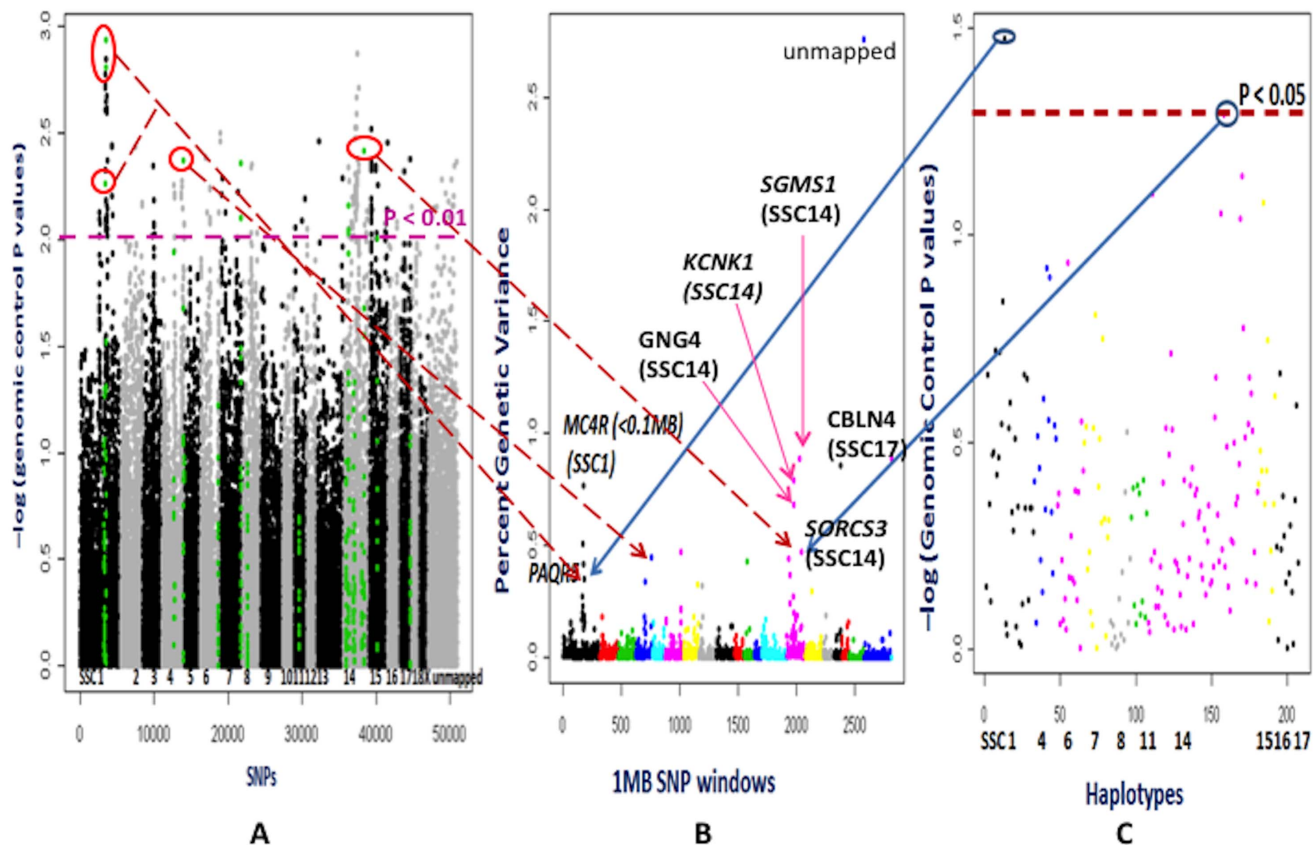 −log (genomic control P values)
3.0
2.5
2.0
1.5
1.0
0.5
0.0
P < 0.01
SSC 1 2 3 4 5 6 7 8 9 10 11 12 13 14 15 16 17 18 X unmapped
0 10000 20000 30000 40000 50000
SNPs
A
Percent Genetic Variance
2.5
2.0
1.5
1.0
0.5
0.0
unmapped
SGMS1
(SSC14)
KCNK1
(SSC14)
GNG4
(SSC14)
MC4R (<0.1MB)
(SSC1)
CBLN4
(SSC17)
SORCS3
(SSC14)
0 500 1000 1500 2000 2500
1MB SNP windows
B
−log (Genomic Control P values)
1.5
1.0
0.5
0.0
P < 0.05
0 50 100 150 200
SSC 1 4 6 7 8 11 14 15 16 17
Haplotypes
C